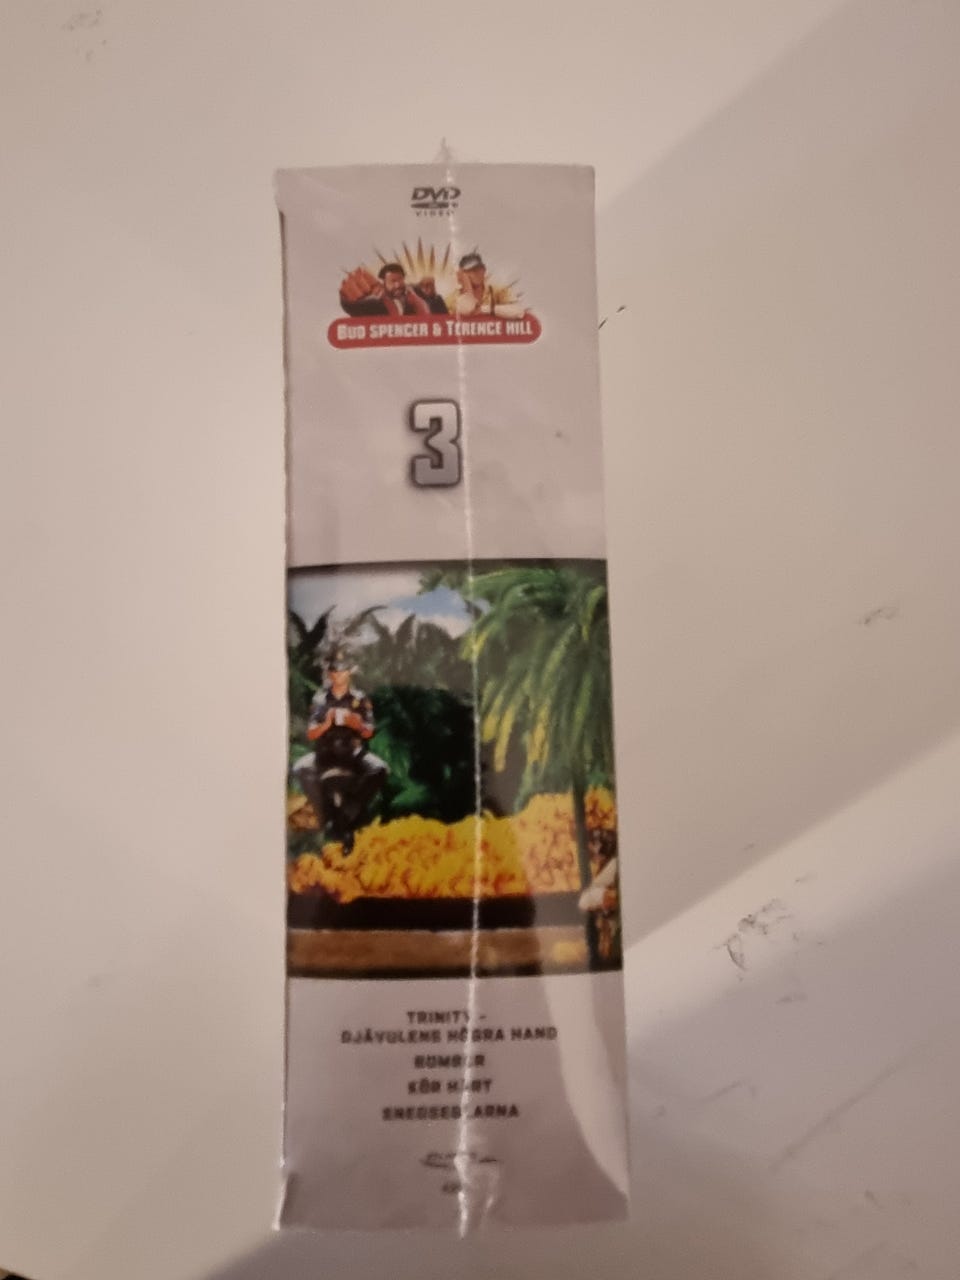 DVD
VIDEO
BUD SPENCER & TERENCE HILL
3
TRINITY -
DJÄVULENS HÖGRA HAND
BOMBER
KÖR HÅRT
SNEDSEGLARNA